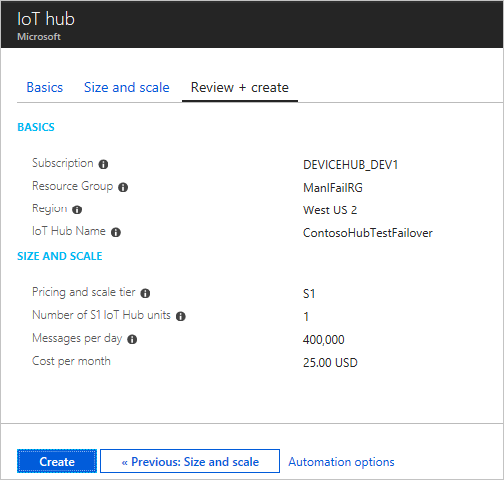 IoT hub
Microsoft
Basics Size and scale Review + create
BASICS
Subscription DEVICEHUB_DEV1
Resource Group ManlFailRG
Region West US 2
IoT Hub Name ContosoHubTestFailover
SIZE AND SCALE
Pricing and scale tier S1
Number of S1 IoT Hub units 1
Messages per day 400,000
Cost per month 25.00 USD
Create « Previous: Size and scale Automation options